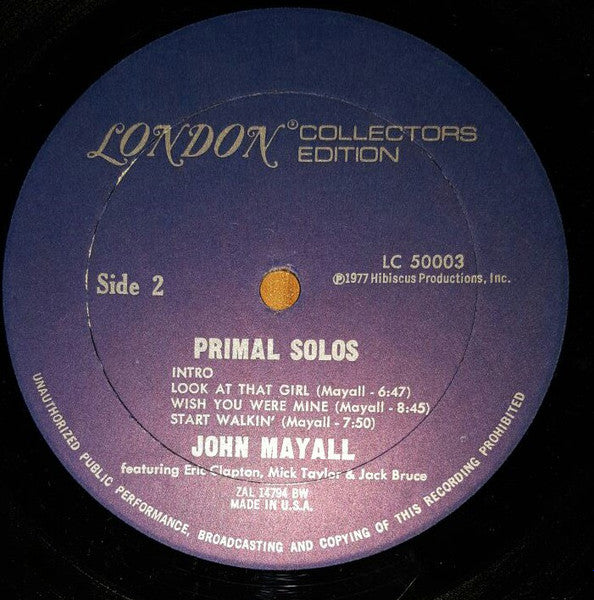 LONDON® COLLECTORS
EDITION
LC 50003
Side 2
℗1977 Hibiscus Productions, Inc.
PRIMAL SOLOS
INTRO
LOOK AT THAT GIRL (Mayall - 6:47)
WISH YOU WERE MINE (Mayall - 8:45)
START WALKIN' (Mayall - 7:50)
JOHN MAYALL
featuring Eric Clapton, Mick Taylor & Jack Bruce
ZAL 14794 BW
MADE IN U.S.A.
UNAUTHORIZED PUBLIC PERFORMANCE, BROADCASTING AND COPYING OF THIS RECORDING PROHIBITED